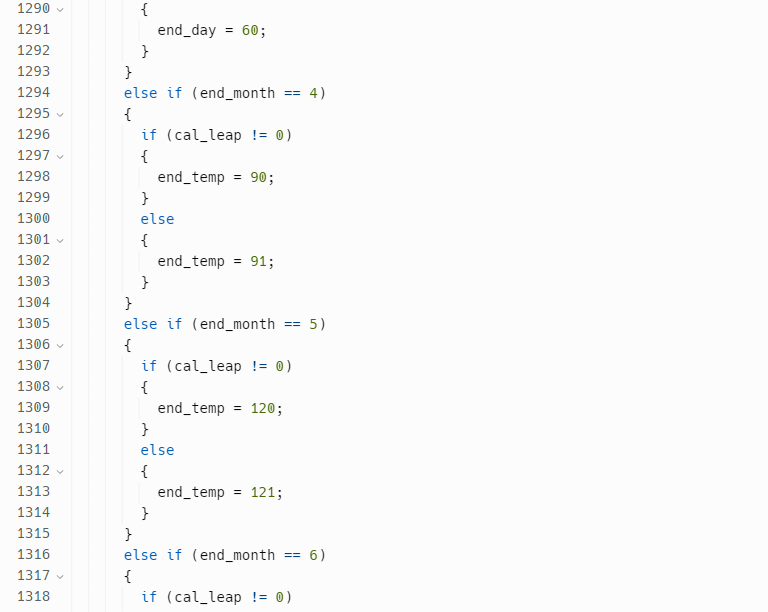 1290 {
1291 end_day = 60;
1292 }
1293 }
1294 else if (end_month == 4)
1295 {
1296 if (cal_leap != 0)
1297 {
1298 end_temp = 90;
1299 }
1300 else
1301 {
1302 end_temp = 91;
1303 }
1304 }
1305 else if (end_month == 5)
1306 {
1307 if (cal_leap != 0)
1308 {
1309 end_temp = 120;
1310 }
1311 else
1312 {
1313 end_temp = 121;
1314 }
1315 }
1316 else if (end_month == 6)
1317 {
1318 if (cal_leap != 0)